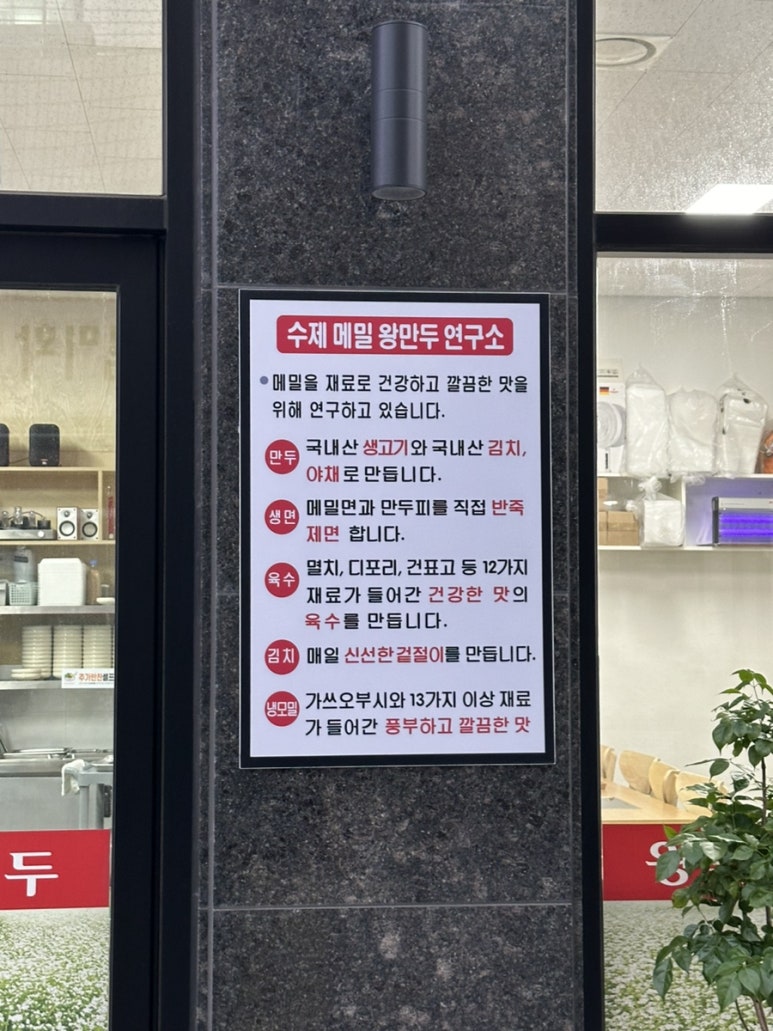 수제 메밀 왕만두 연구소
메밀을 재료로 건강하고 깔끔한 맛을
위해 연구하고 있습니다.
만두 국내산 생고기와 국내산 김치,
야채로 만듭니다.
생면 메밀면과 만두피를 직접 반죽
제면 합니다.
육수 멸치, 디포리, 건표고 등 12가지
재료가 들어간 건강한 맛의
육수를 만듭니다.
김치 매일 신선한 겉절이를 만듭니다.
냉모밀 가쓰오부시와 13가지 이상 재료
가 들어간 풍부하고 깔끔한 맛
추가반찬셀프
두
왕